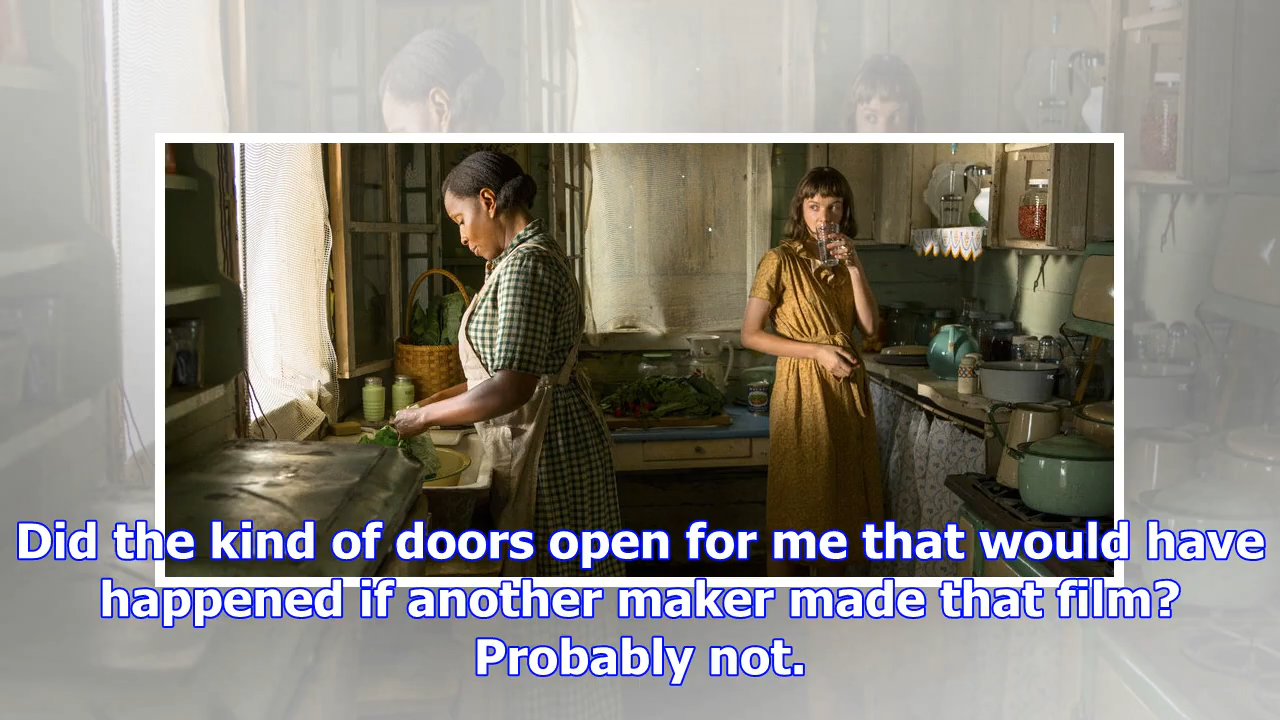 Did the kind of doors open for me that would have
happened if another maker made that film?
Probably not.